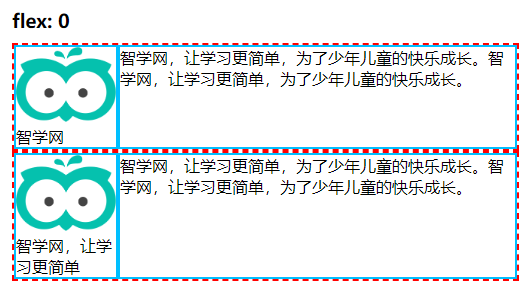 flex: 0
智学网，让学习更简单，为了少年儿童的快乐成长。智
学网，让学习更简单，为了少年儿童的快乐成长。
智学网
智学网，让学习更简单，为了少年儿童的快乐成长。智
学网，让学习更简单，为了少年儿童的快乐成长。
智学网，让学
习更简单